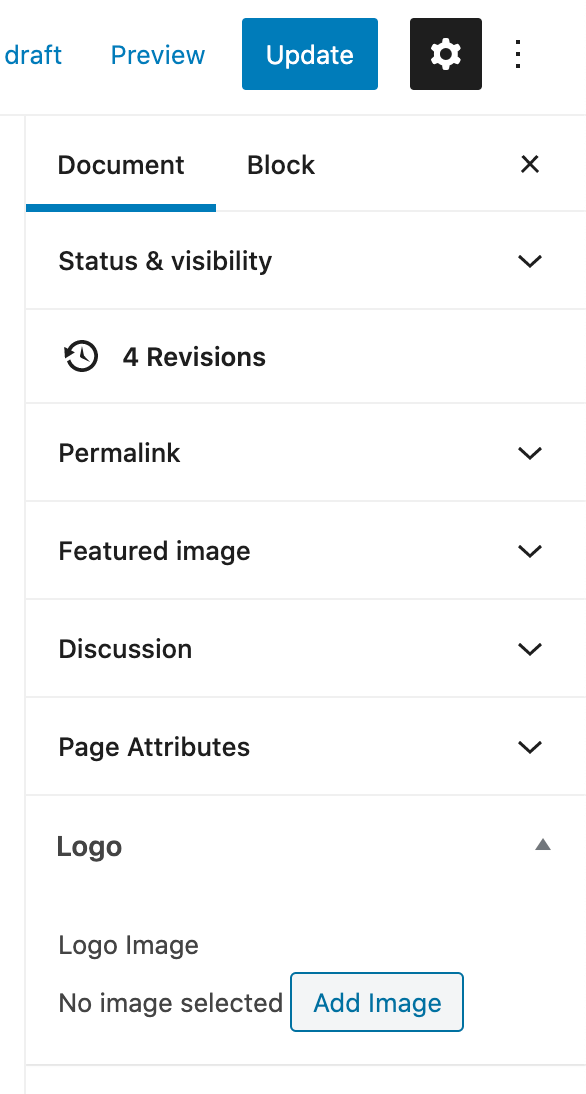 draft Preview Update
Document Block
Status & visibility
4 Revisions
Permalink
Featured image
Discussion
Page Attributes
Logo
Logo Image
No image selected Add Image